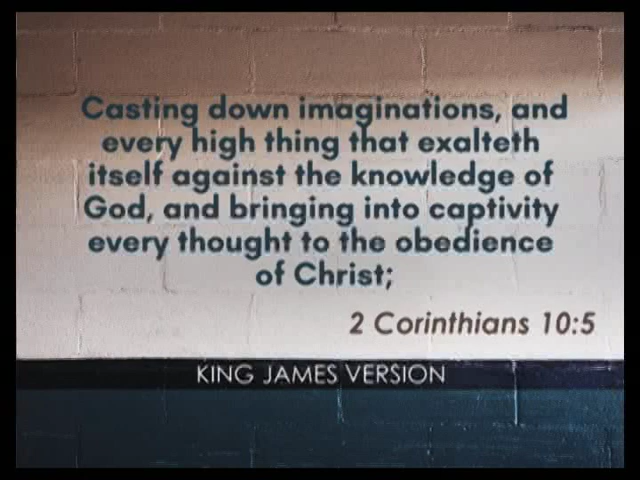 Casting down imaginations, and
every high thing that exalteth
itself against the knowledge of
God, and bringing into captivity
every thought to the obedience
of Christ;
2 Corinthians 10:5
KING JAMES VERSION